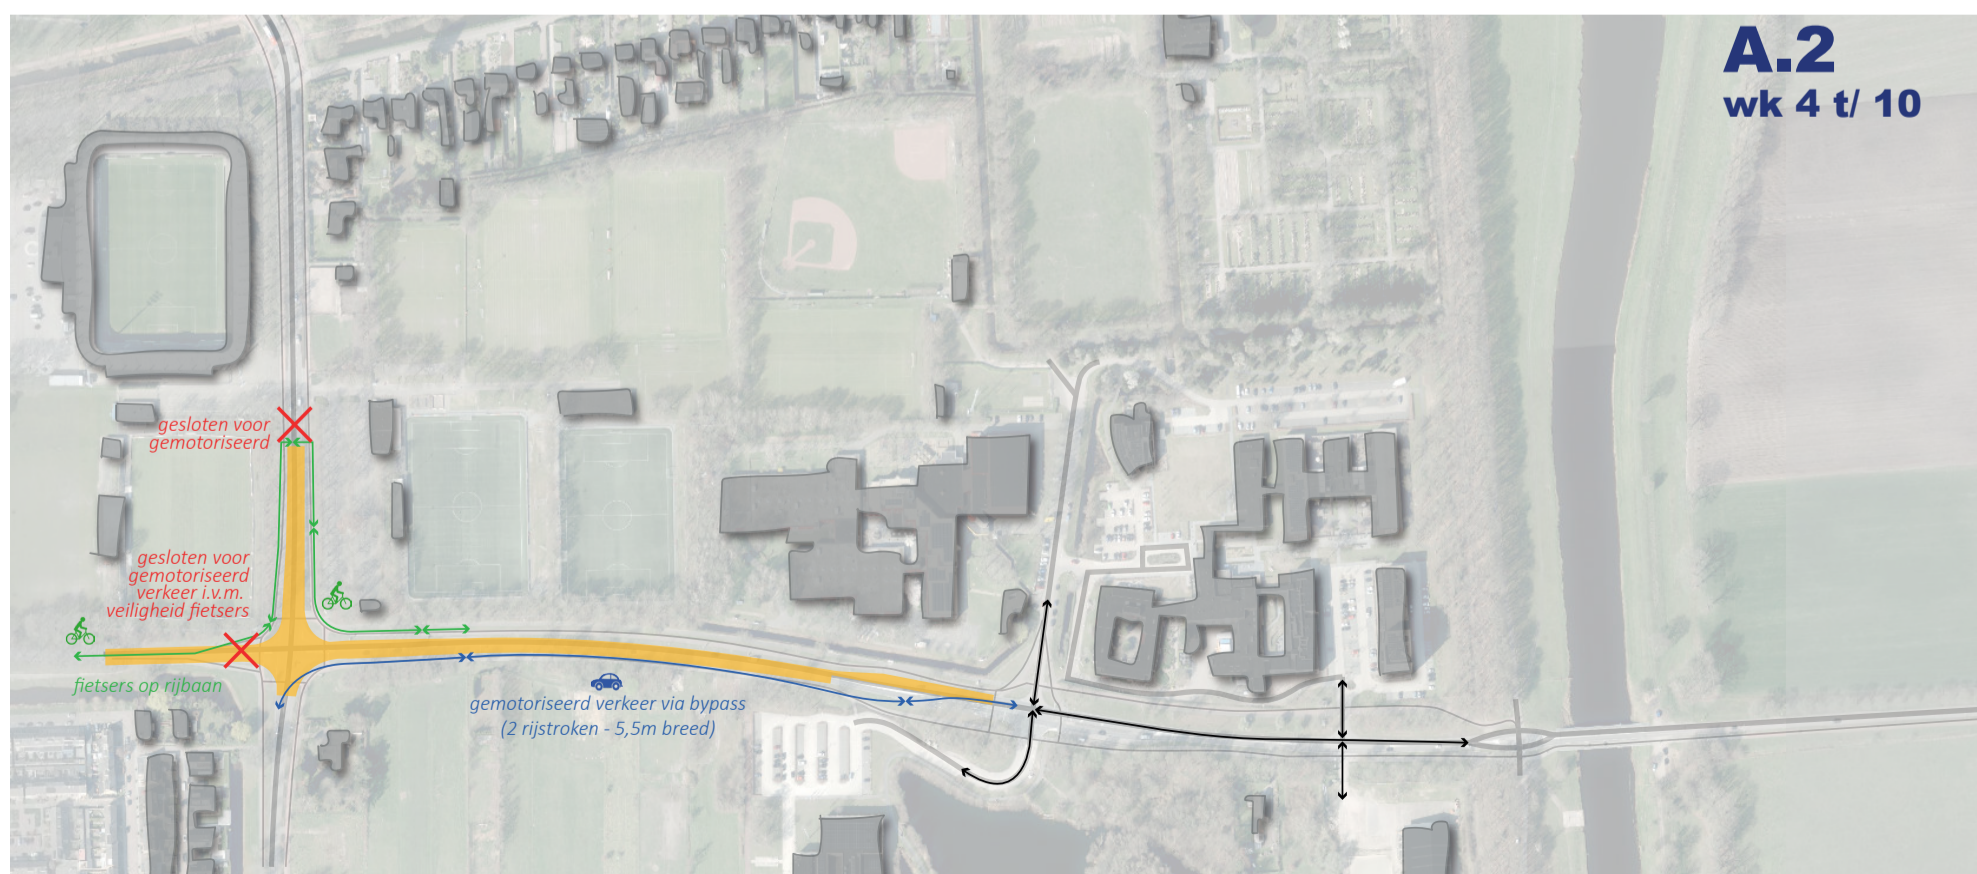 A.2
wk 4 t/ 10
gesloten voor
gemotoriseerd
gesloten voor
gemotoriseerd
verkeer i.v.m.
veiligheid fietsers
fietsers op rijbaan
gemotoriseerd verkeer via bypass
(2 rijstroken - 5,5m breed)